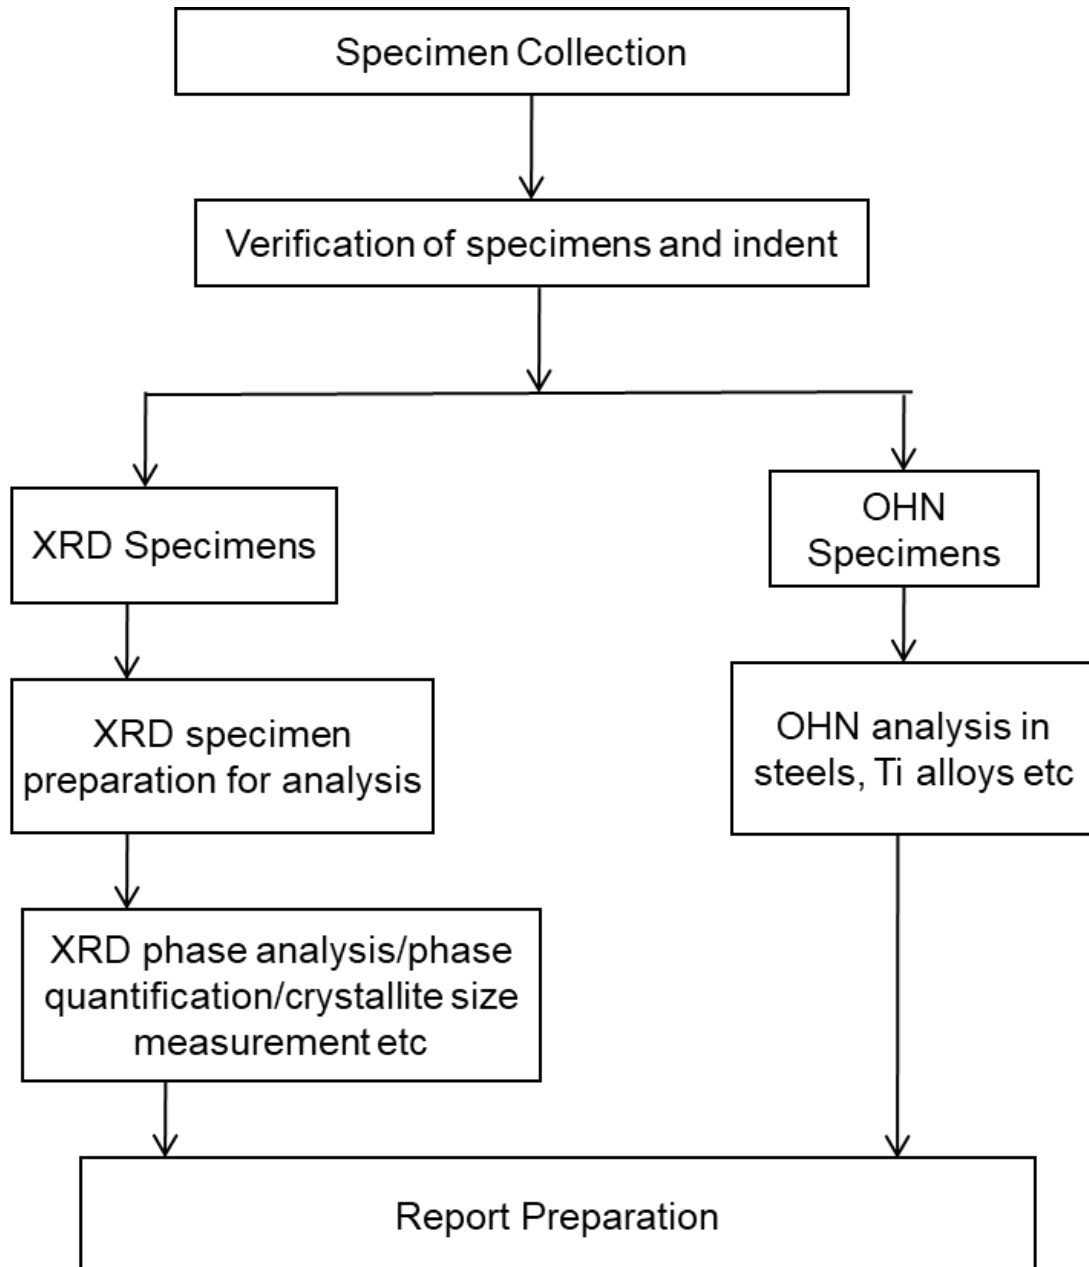 Specimen Collection
Verification of specimens and indent
XRD Specimens
OHN
Specimens
XRD specimen
preparation for analysis
OHN analysis in
steels, Ti alloys etc
XRD phase analysis/phase
quantification/crystallite size
measurement etc
Report Preparation